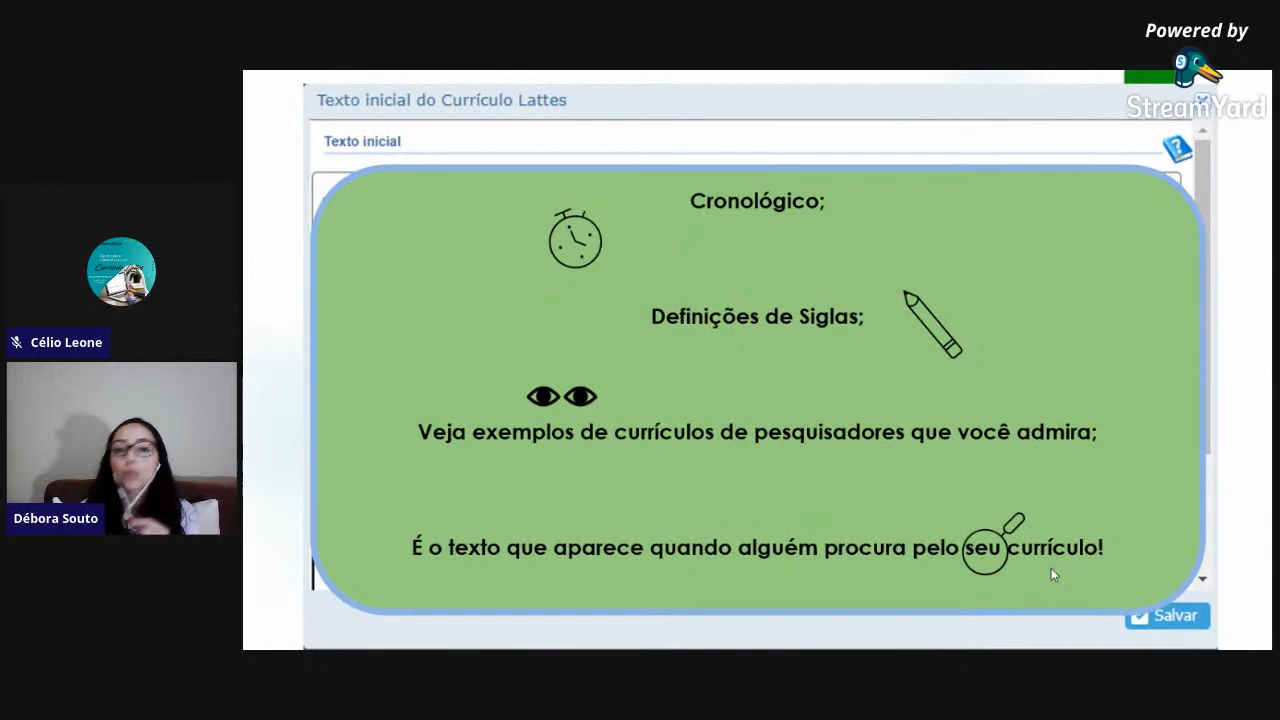 Powered by
StreamYard
Texto inicial do Currículo Lattes
Texto inicial
Cronológico;
Definições de Siglas;
Veja exemplos de currículos de pesquisadores que você admira;
É o texto que aparece quando alguém procura pelo seu currículo!
Salvar
Célio Leone
Débora Souto